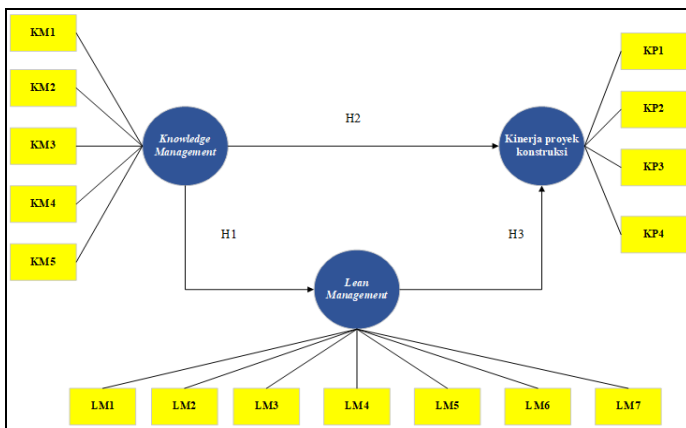 KM1
KM2
KM3
KM4
KM5
Knowledge
Management
H2
Kinerja proyek
konstruksi
KP1
KP2
KP3
KP4
H1
H3
Lean
Management
LM1
LM2
LM3
LM4
LM5
LM6
LM7